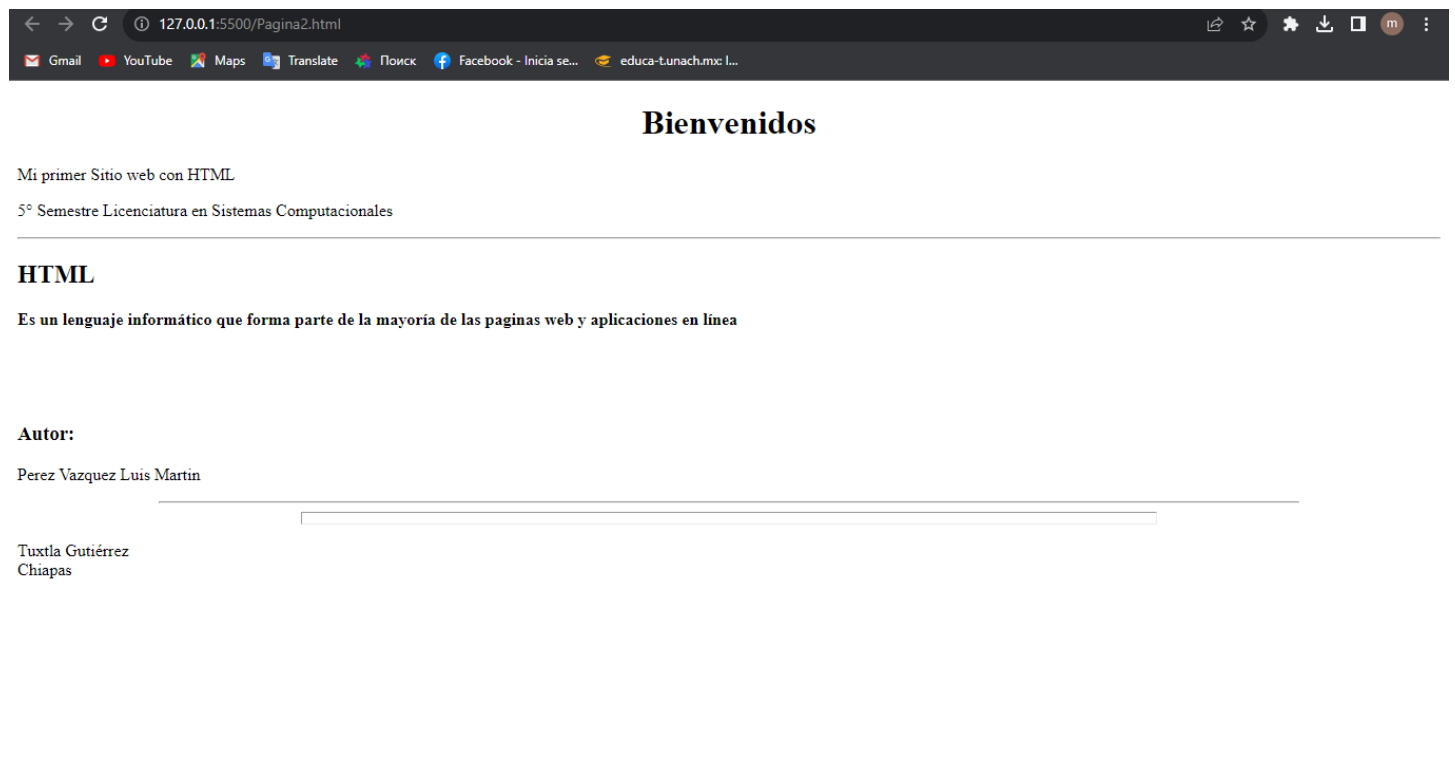 127.0.0.1:5500/Pagina2.html
m
Gmail YouTube Maps Translate Поиск Facebook - Inicia se... educa-t.unach.mx: I...
Bienvenidos
Mi primer Sitio web con HTML
5° Semestre Licenciatura en Sistemas Computacionales
HTML
Es un lenguaje informático que forma parte de la mayoría de las paginas web y aplicaciones en línea
Autor:
Perez Vazquez Luis Martin
Tuxtla Gutiérrez
Chiapas